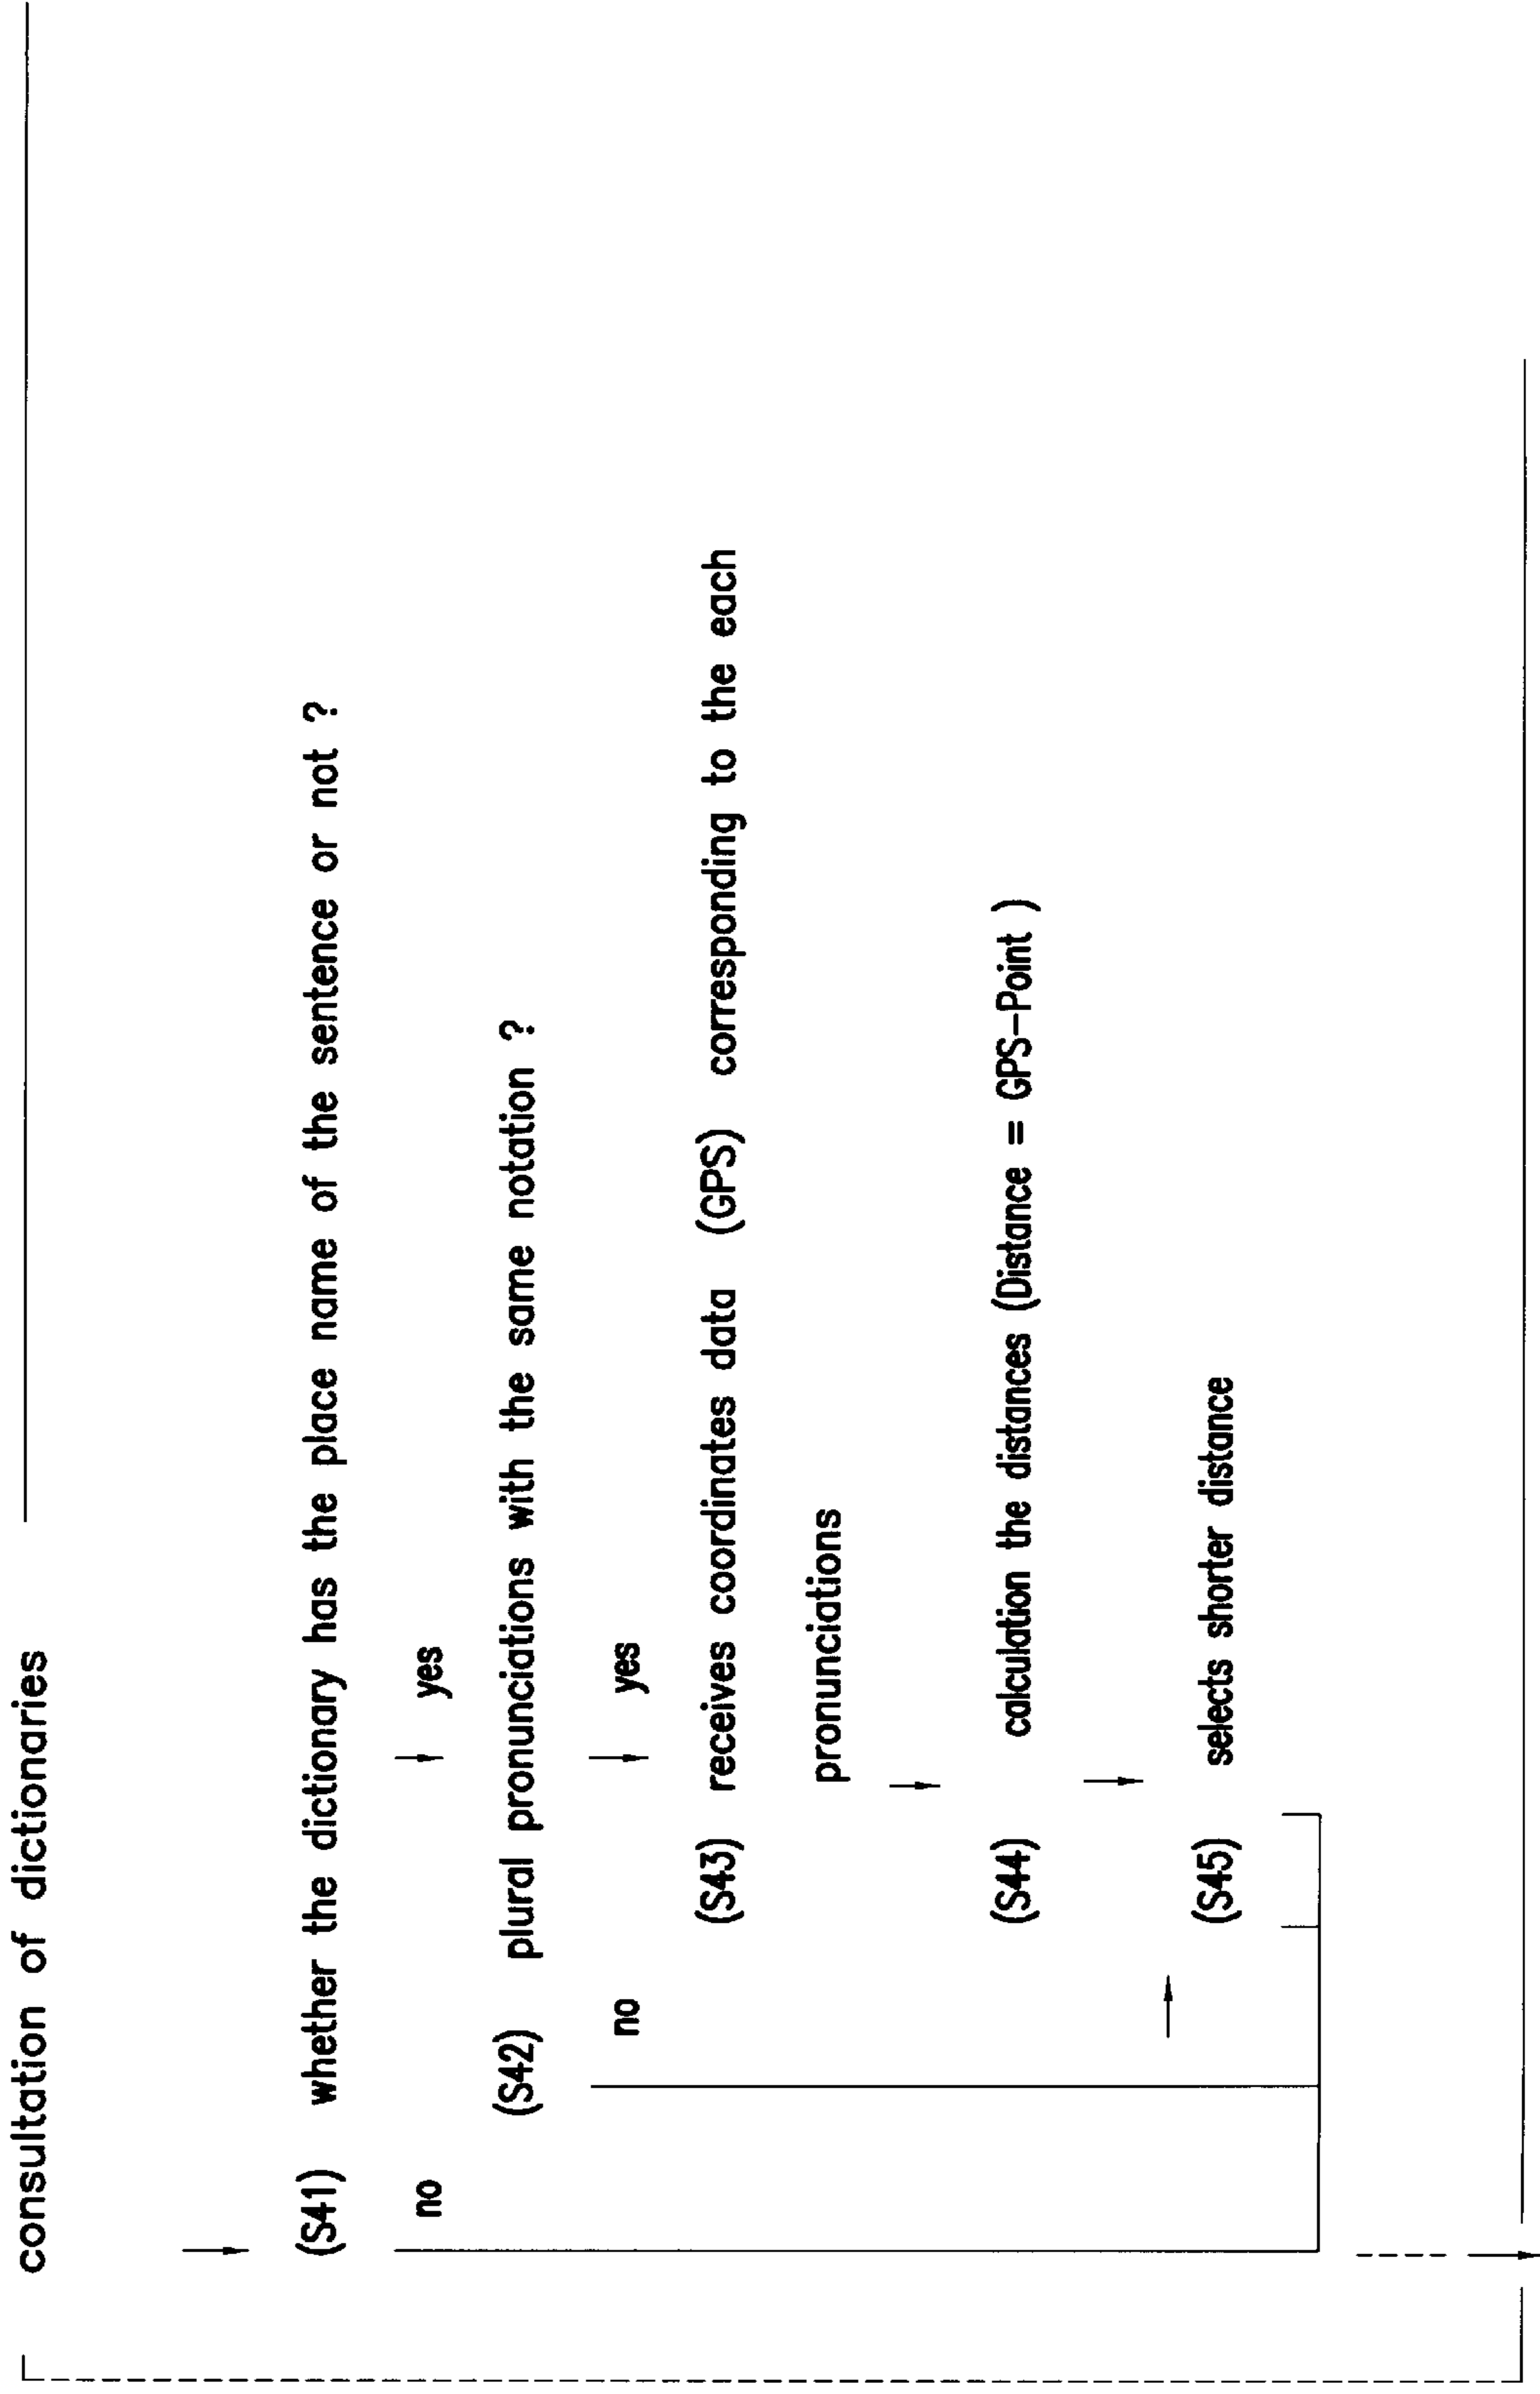 consultation of dictionaries
(S41) whether the dictionary has the place name of the sentence or not ?
no yes
(S42) plural pronunciations with the same notation ?
no yes
(S43) receives coordinates data (GPS) corresponding to the each
pronunciations
(S44) calculation the distances (Distance = GPS-Point )
(S45) selects shorter distance